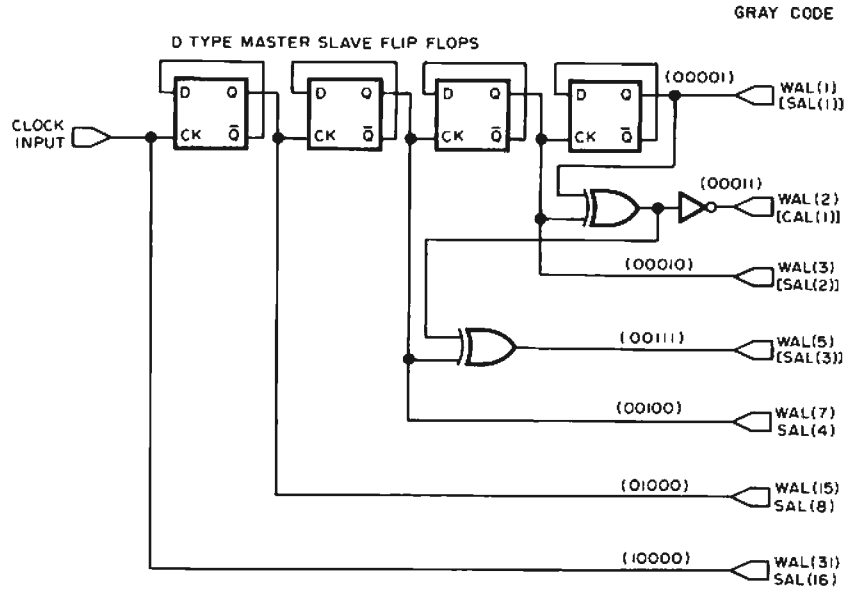 GRAY CODE
D TYPE MASTER SLAVE FLIP FLOPS
D Q
CK Q̅
D Q
CK Q̅
D Q
CK Q̅
D Q
CK Q̅
(00001)
WAL(1)
[SAL(1)]
CLOCK
INPUT
(00011)
WAL(2)
[CAL(1)]
(00010)
WAL(3)
[SAL(2)]
(00111)
WAL(5)
[SAL(3)]
(00100)
WAL(7)
SAL(4)
(01000)
WAL(15)
SAL(8)
(10000)
WAL(31)
SAL(16)